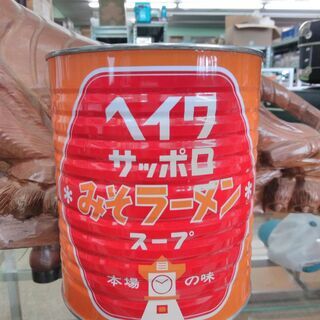 ヘイワ
サッポロ
みそラーメン
スープ
本場の味